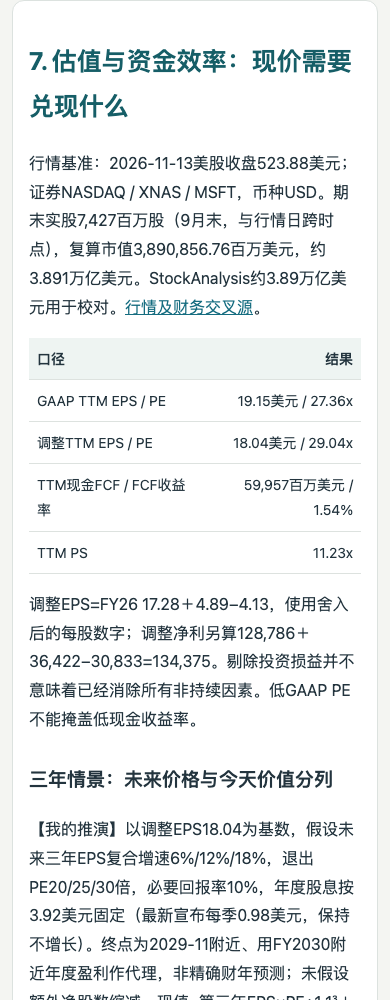 7. 估值与资金效率：现价需要
兑现什么
行情基准：2026-11-13美股收盘523.88美元；
证券NASDAQ / XNAS / MSFT，币种USD。期
末实股7,427百万股（9月末，与行情日跨时
点），复算市值3,890,856.76百万美元，约
3.891万亿美元。StockAnalysis约3.89万亿美
元用于校对。行情及财务交叉源。
口径 结果
GAAP TTM EPS / PE 19.15美元 / 27.36x
调整TTM EPS / PE 18.04美元 / 29.04x
TTM现金FCF / FCF收益 59,957百万美元 /
率 1.54%
TTM PS 11.23x
调整EPS=FY26 17.28＋4.89−4.13，使用舍入
后的每股数字；调整净利另算128,786＋
36,422−30,833=134,375。剔除投资损益并不
意味着已经消除所有非持续因素。低GAAP PE
不能掩盖低现金收益率。
三年情景：未来价格与今天价值分列
【我的推演】以调整EPS18.04为基数，假设未
来三年EPS复合增速6%/12%/18%，退出
PE20/25/30倍，必要回报率10%，年度股息按
3.92美元固定（最新宣布每季0.98美元，保持
不增长）。终点为2029-11附近、用FY2030附
近年度盈利作代理，非精确财年预测；未假设